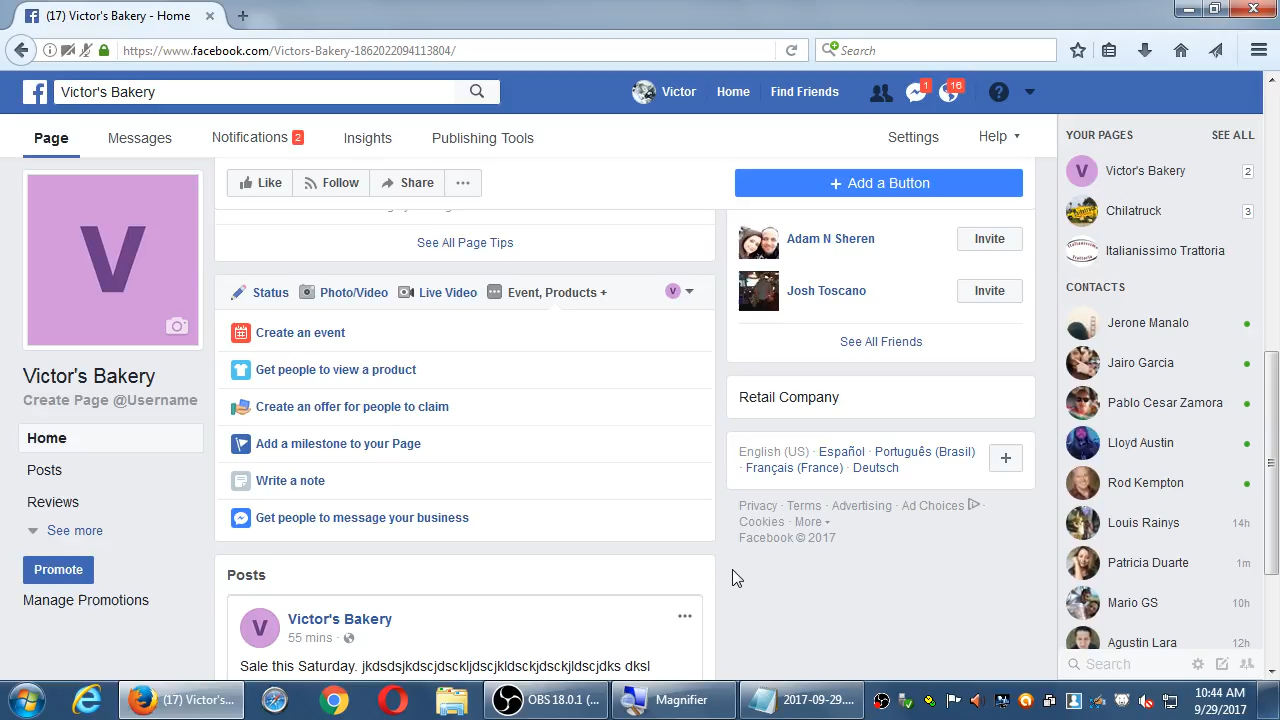 (17) Victor's Bakery - Home
https://www.facebook.com/Victors-Bakery-1862022094113804/
Search
Victor's Bakery
Victor
Home
Find Friends
1
16
Page
Messages
Notifications 2
Insights
Publishing Tools
Settings
Help
Like
Follow
Share
+ Add a Button
See All Page Tips
Status
Photo/Video
Live Video
Event, Products +
V
Create an event
Get people to view a product
Create an offer for people to claim
Add a milestone to your Page
Write a note
Get people to message your business
Posts
V
Victor's Bakery
55 mins ·
Sale this Saturday. jkdsdsjkdscjdsckljdscjkldsckjdsckjldscjdks dksl
V
Victor's Bakery
Create Page @Username
Home
Posts
Reviews
See more
Promote
Manage Promotions
Adam N Sheren
Invite
Josh Toscano
Invite
See All Friends
Retail Company
English (US) · Español · Português (Brasil)
· Français (France) · Deutsch
Privacy · Terms · Advertising · Ad Choices ·
Cookies · More
Facebook © 2017
YOUR PAGES
SEE ALL
V
Victor's Bakery
2
Chilatruck
3
Italianissimo Trattoria
CONTACTS
Jerone Manalo
Jairo Garcia
Pablo Cesar Zamora
Lloyd Austin
Rod Kempton
Louis Rainys
14h
Patricia Duarte
1m
Mario GS
10h
Agustin Lara
12h
Search
(17) Victor's...
OBS 18.0.1 (...
Magnifier
2017-09-29....
10:44 AM
9/29/2017